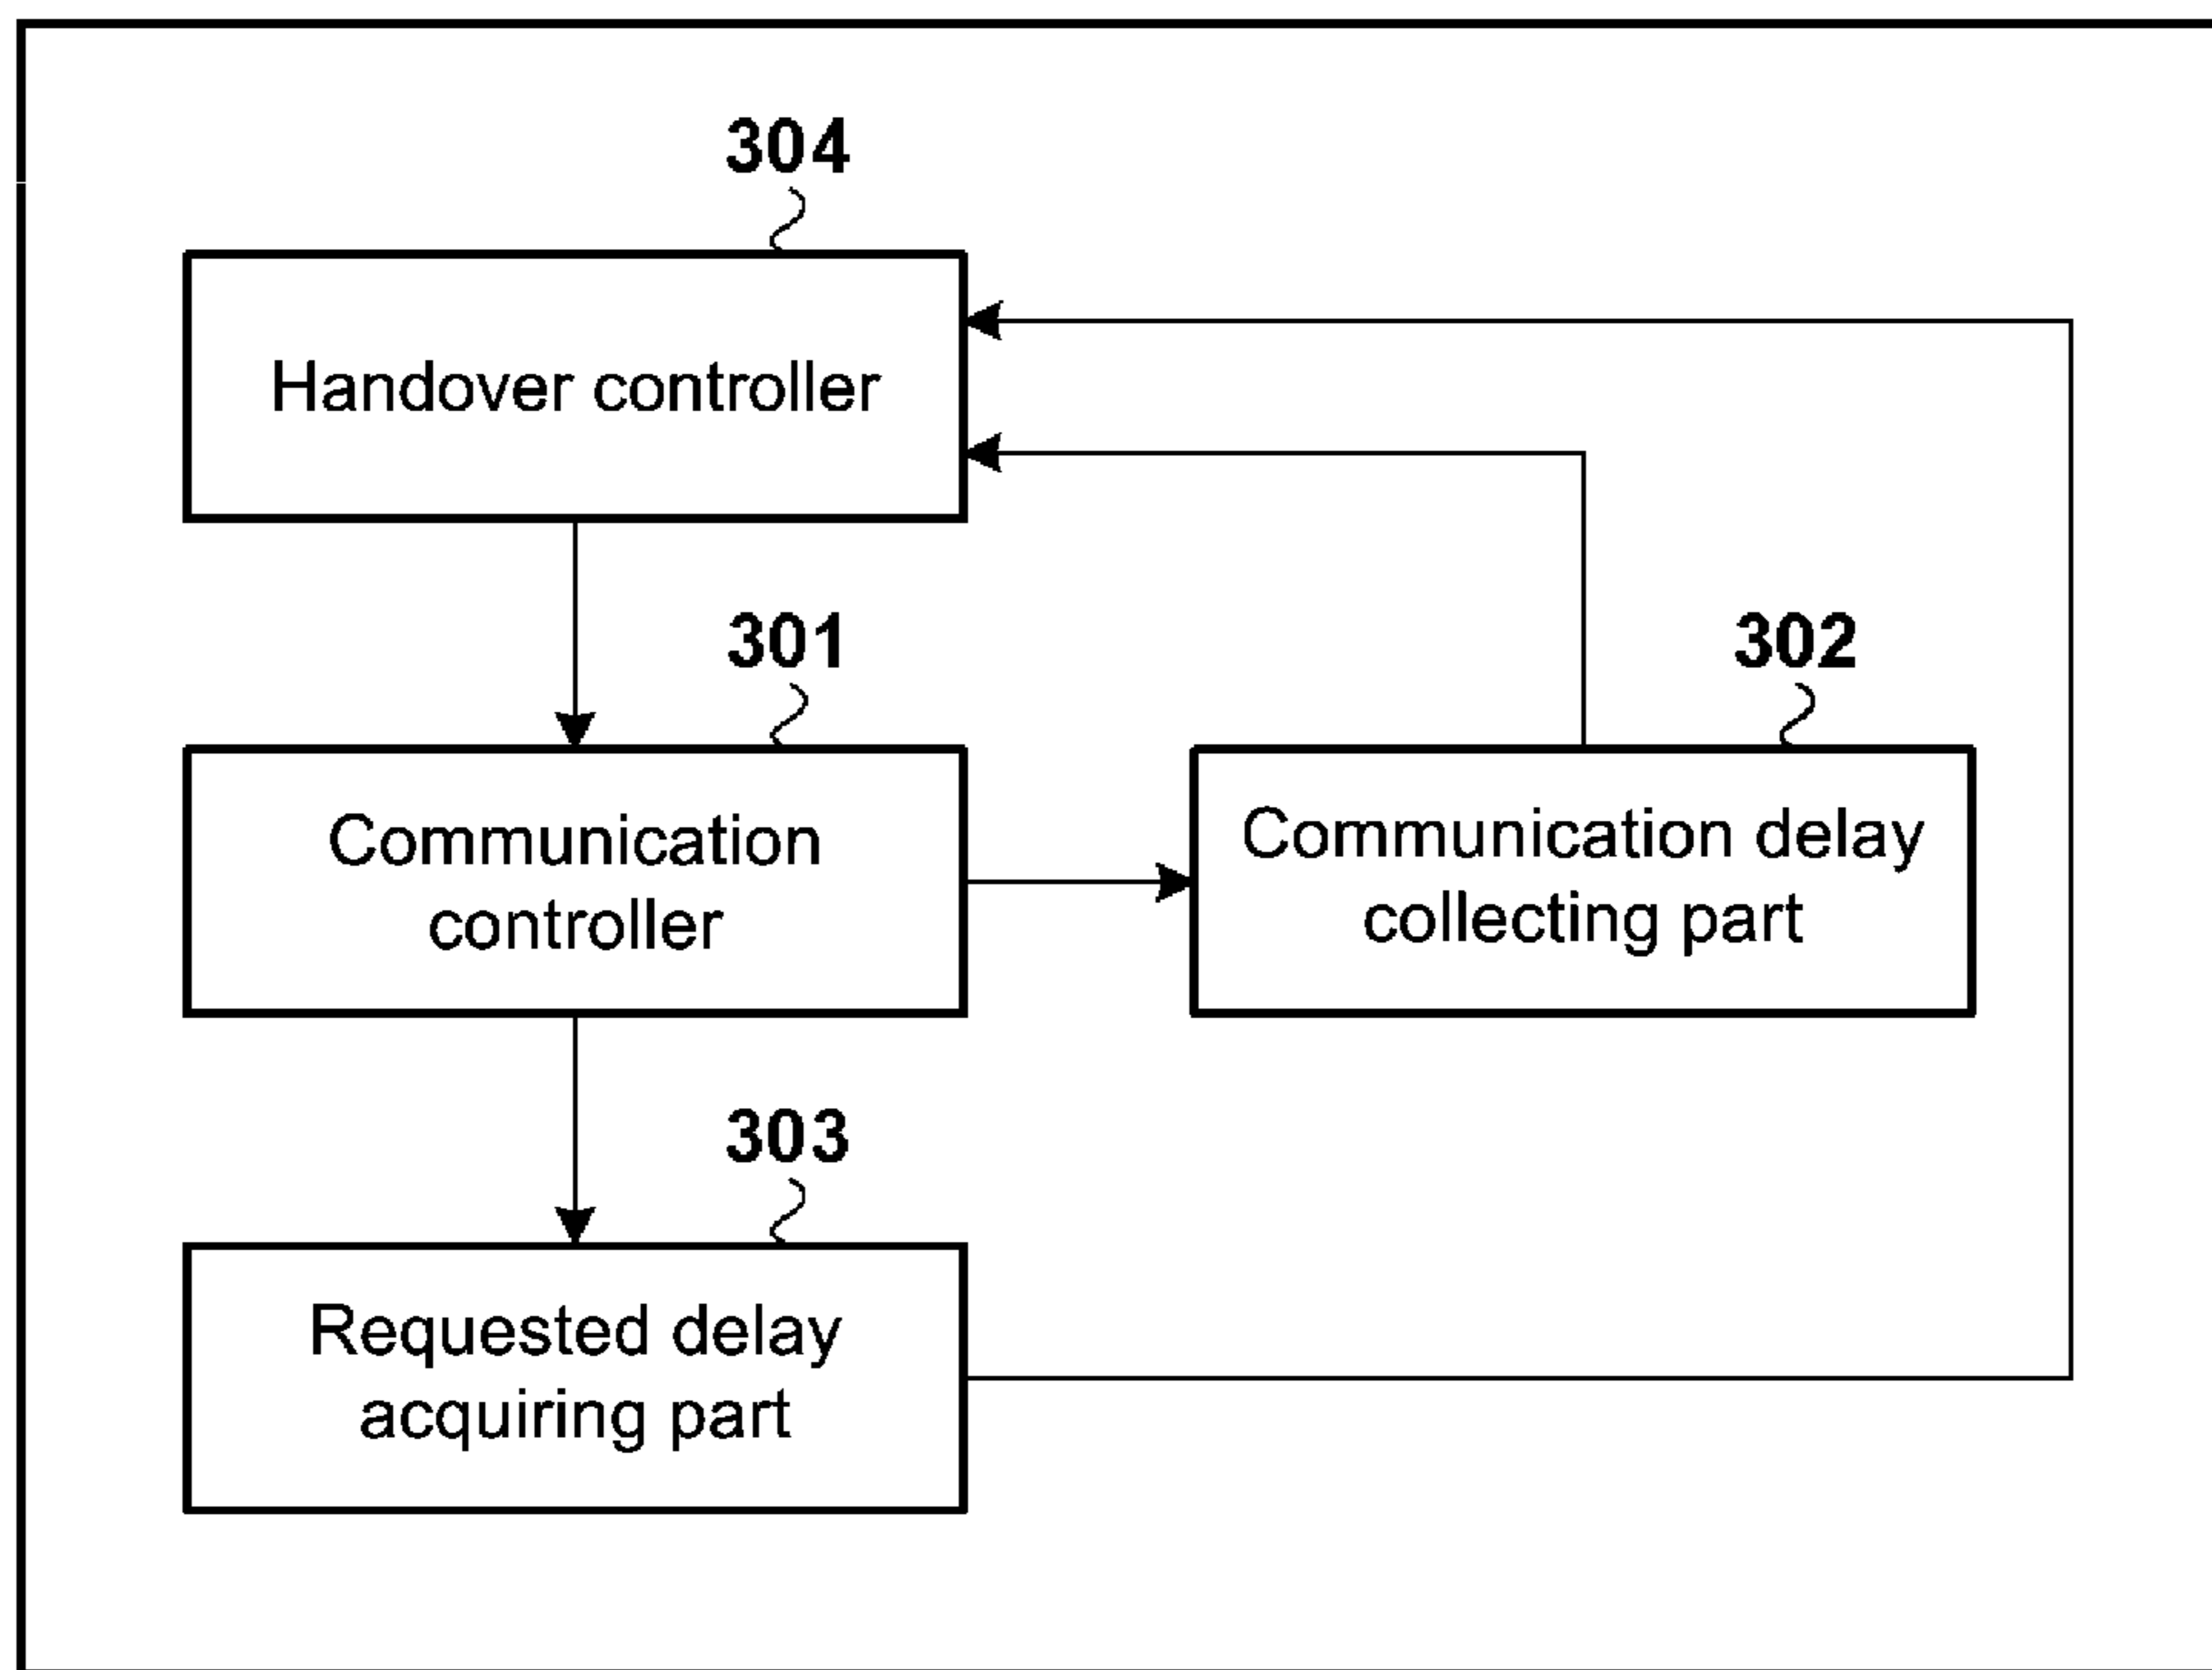 304
Handover controller
301
Communication
controller
302
Communication delay
collecting part
303
Requested delay
acquiring part